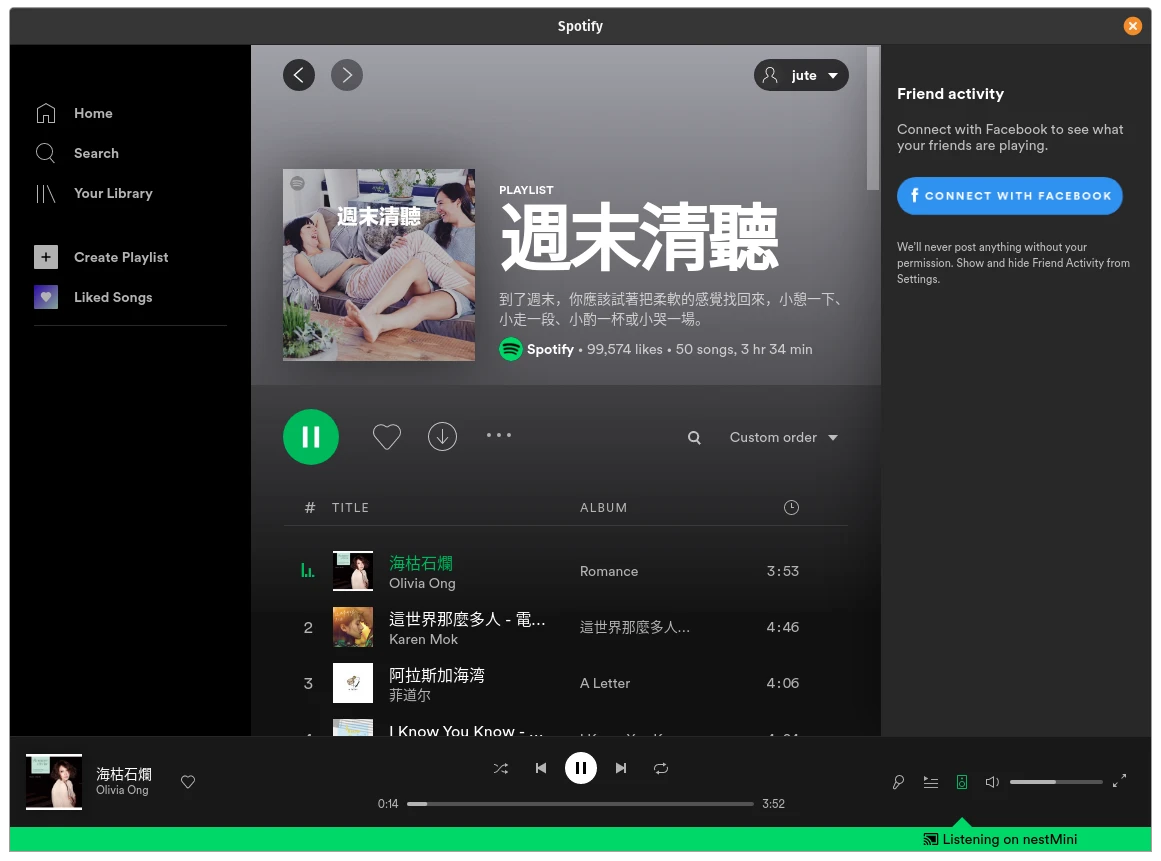 Spotify
Home
Search
Your Library
Create Playlist
Liked Songs
jute
週末清聽
PLAYLIST
週末清聽
到了週末，你應該試著把柔軟的感覺找回來，小憩一下、
小走一段、小酌一杯或小哭一場。
Spotify • 99,574 likes • 50 songs, 3 hr 34 min
Custom order
# TITLE ALBUM
海枯石爛
Olivia Ong
Romance
3:53
2
這世界那麼多人 - 電...
Karen Mok
這世界那麼多人...
4:46
3
阿拉斯加海湾
菲道尔
A Letter
4:06
I Know You Know - ...
Friend activity
Connect with Facebook to see what
your friends are playing.
CONNECT WITH FACEBOOK
We'll never post anything without your
permission. Show and hide Friend Activity from
Settings.
海枯石爛
Olivia Ong
0:14
3:52
Listening on nestMini